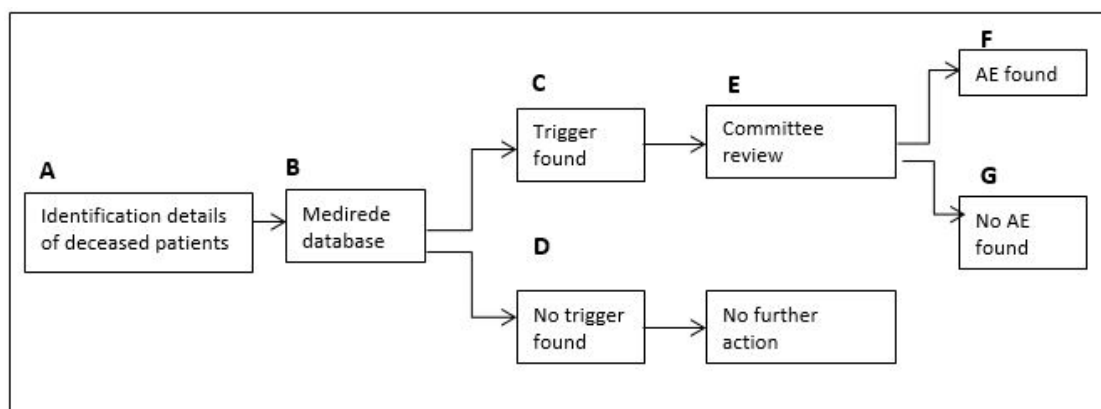 A
Identification details
of deceased patients
B
Medirede
database
C
Trigger
found
D
No trigger
found
E
Committee
review
No further
action
F
AE found
G
No AE
found